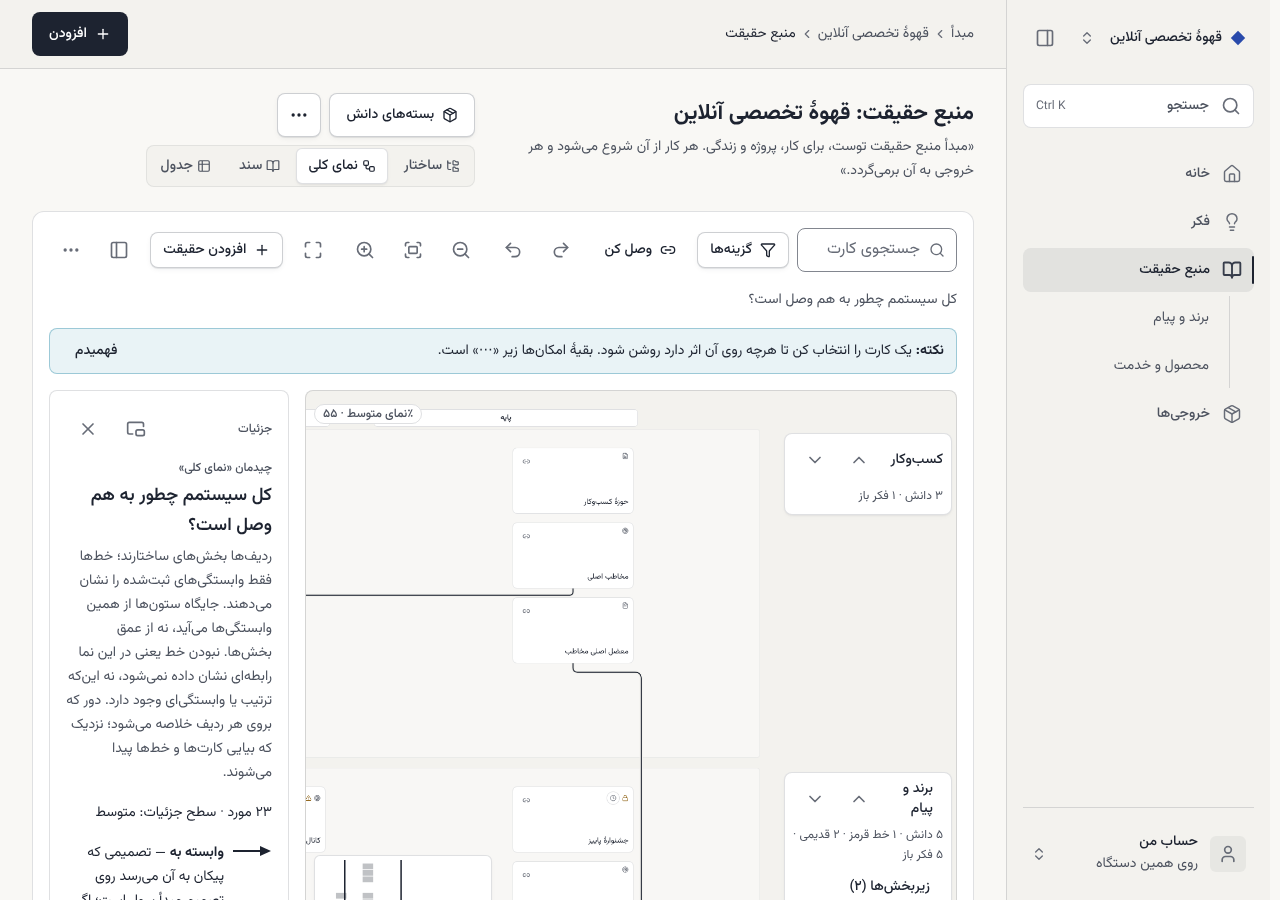 قهوهٔ تخصصی آنلاین
جستجو
Ctrl K
خانه
فکر
منبع حقیقت
برند و پیام
محصول و خدمت
خروجی‌ها
حساب من
روی همین دستگاه
مبدأ › قهوهٔ تخصصی آنلاین › منبع حقیقت
افزودن
منبع حقیقت: قهوهٔ تخصصی آنلاین
«مبدأ منبع حقیقت توست، برای کار، پروژه و زندگی. هر کار از آن شروع می‌شود و هر
خروجی به آن برمی‌گردد.»
بسته‌های دانش
ساختار
نمای کلی
سند
جدول
جستجوی کارت
گزینه‌ها
وصل کن
افزودن حقیقت
کل سیستمم چطور به هم وصل است؟
نکته: یک کارت را انتخاب کن تا هرچه روی آن اثر دارد روشن شود. بقیهٔ امکان‌ها زیر «⋯» است.
فهمیدم
نمای متوسط · ۵۵٪
پایه
کسب‌وکار
۳ دانش · ۱ فکر باز
حوزهٔ کسب‌وکار
مخاطب اصلی
معضل اصلی مخاطب
برند و
پیام
۵ دانش · ۱ خط قرمز · ۲ قدیمی ·
۵ فکر باز
زیربخش‌ها (۲)
جشنوارهٔ پاییز
جزئیات
چیدمان «نمای کلی»
کل سیستمم چطور به هم
وصل است؟
ردیف‌ها بخش‌های ساختارند؛ خط‌ها
فقط وابستگی‌های ثبت‌شده را نشان
می‌دهند. جایگاه ستون‌ها از همین
وابستگی‌ها می‌آید، نه از عمق
بخش‌ها. نبودن خط یعنی در این نما
رابطه‌ای نشان داده نمی‌شود، نه این‌که
ترتیب یا وابستگی‌ای وجود دارد. دور که
بروی هر ردیف خلاصه می‌شود؛ نزدیک
که بیایی کارت‌ها و خط‌ها پیدا
می‌شوند.
۲۳ مورد · سطح جزئیات: متوسط
وابسته به — تصمیمی که
پیکان به آن می‌رسد روی